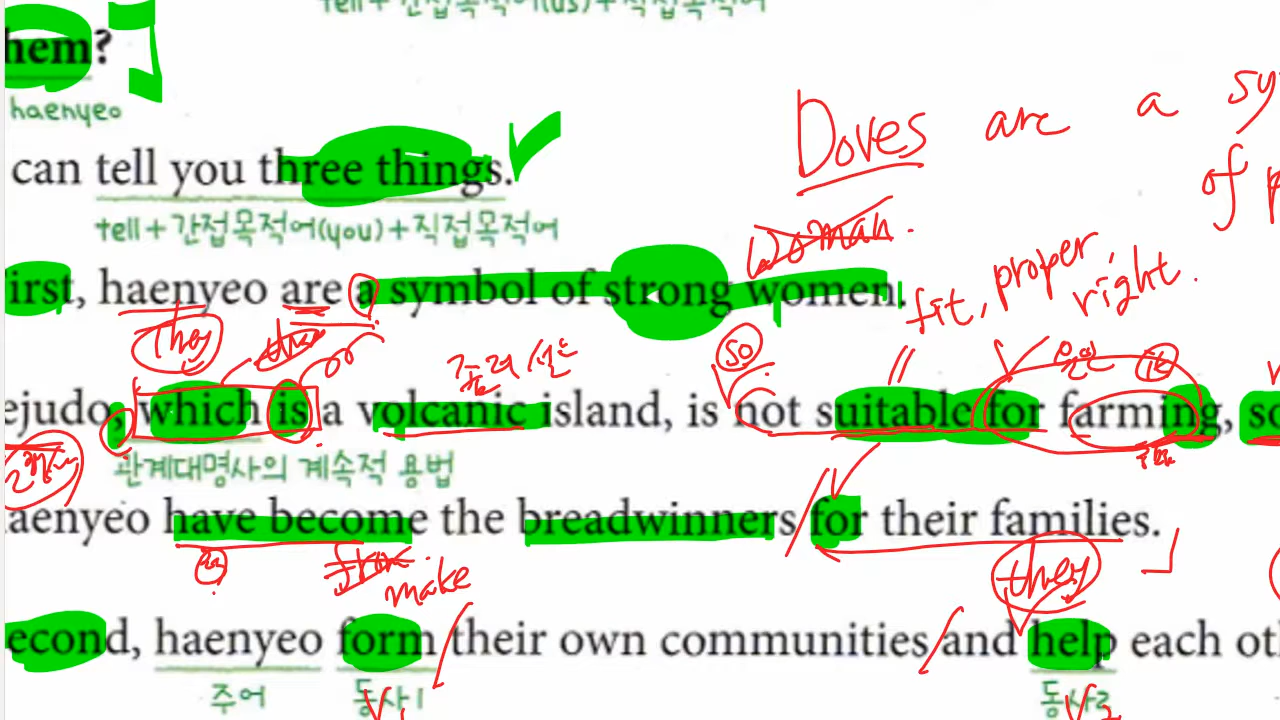 tell+간접목적어(us)+직접목적어
hem?
haenyeo
Doves are a sy
of p
can tell you three things.
tell+간접목적어(you)+직접목적어
Woman.
irst, haenyeo are a symbol of strong women.
fit, proper
right.
They
so
ejudo, which is a volcanic island, is not suitable for farming, so
관계대명사의 계속적 용법
aenyeo have become the breadwinners for their families.
from make
they
econd, haenyeo form their own communities and help each oth
주어 동사1 동사2
V1 V2